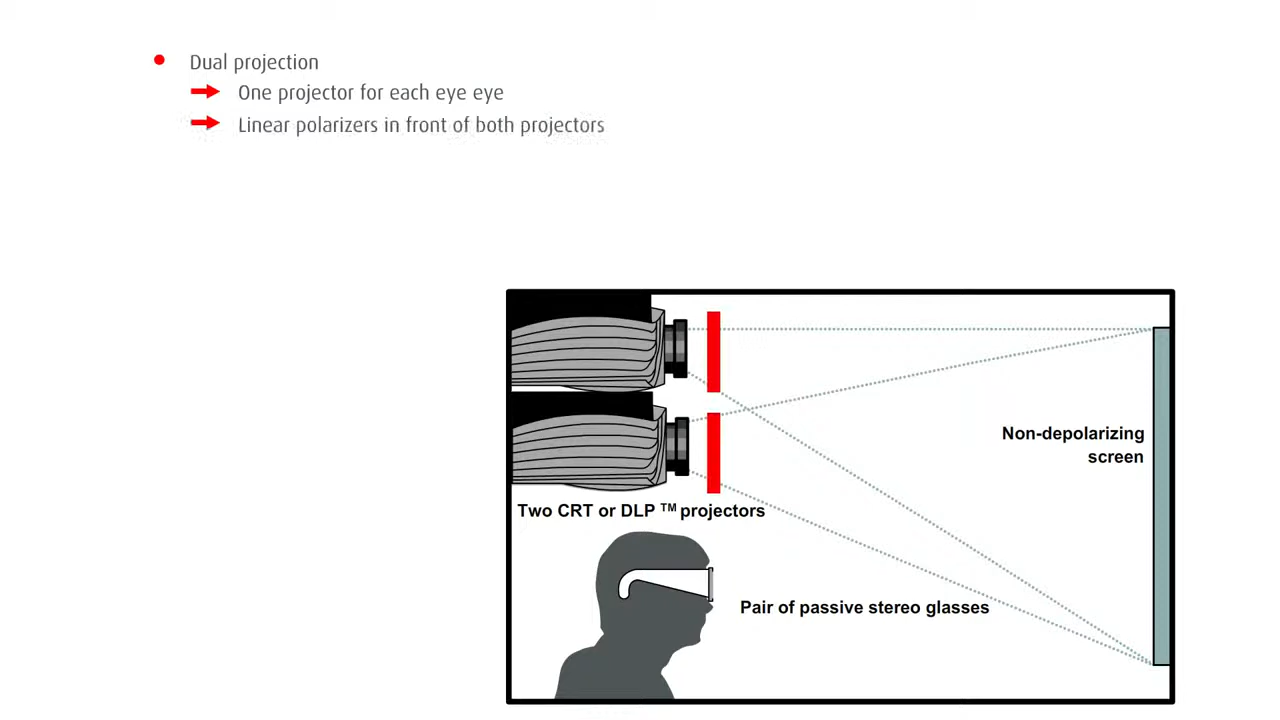 Dual projection
One projector for each eye eye
Linear polarizers in front of both projectors
Non-depolarizing
screen
Two CRT or DLP ™ projectors
Pair of passive stereo glasses